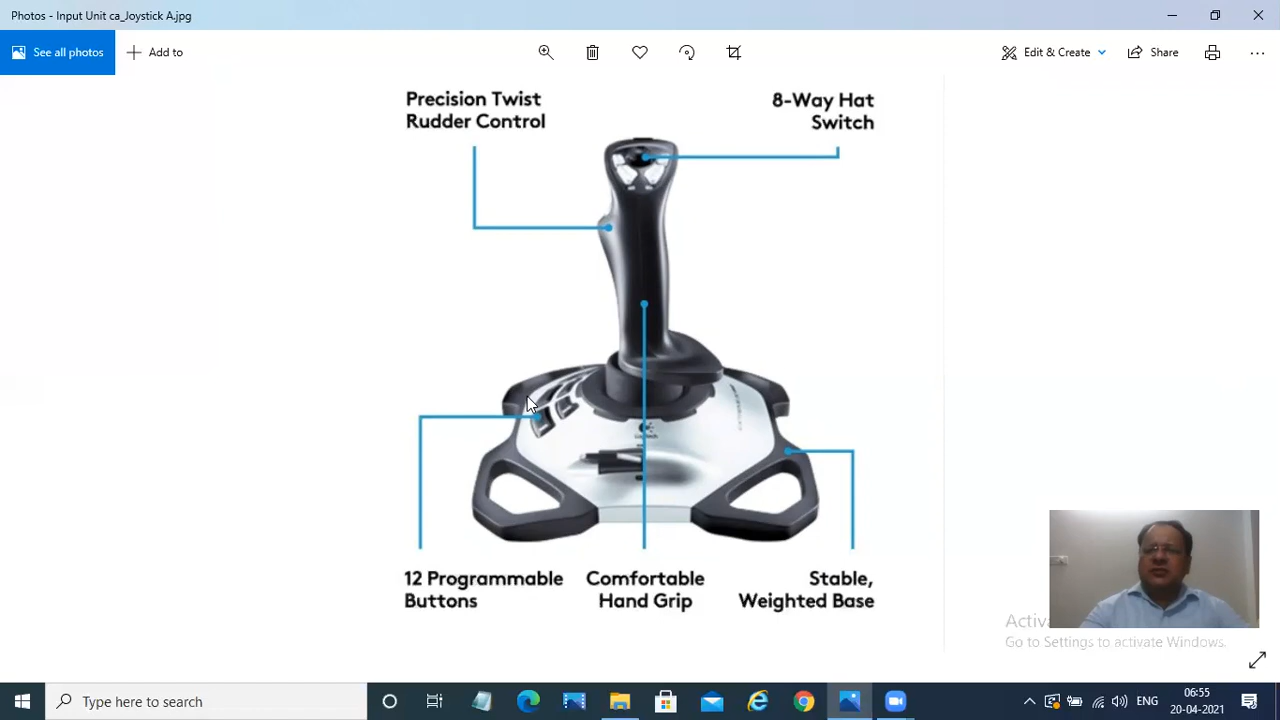 Photos - Input Unit ca_Joystick A.jpg
See all photos
Add to
Edit & Create
Share
Precision Twist
Rudder Control
8-Way Hat
Switch
Logitech
12 Programmable
Buttons
Comfortable
Hand Grip
Stable,
Weighted Base
Activ
Go to Settings to activate Windows.
Type here to search
ENG
06:55
20-04-2021